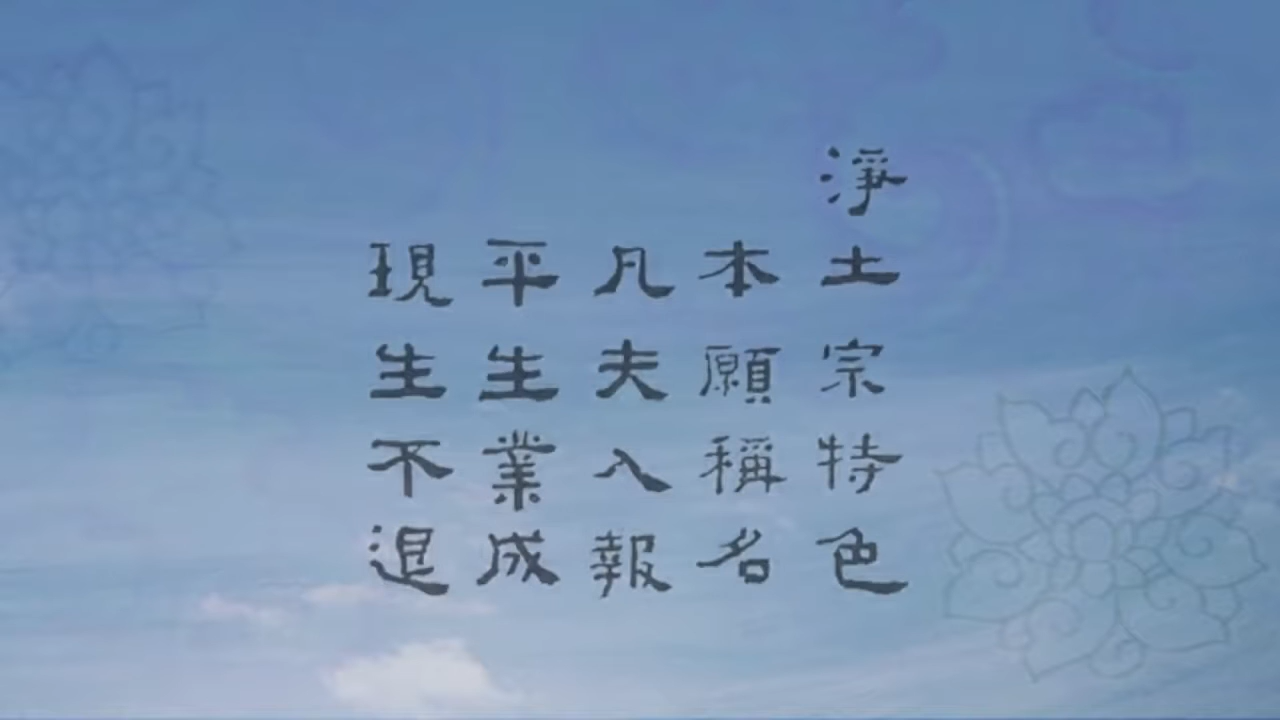 淨土宗特色
本願稱名
凡夫入報
平生業成
現生不退